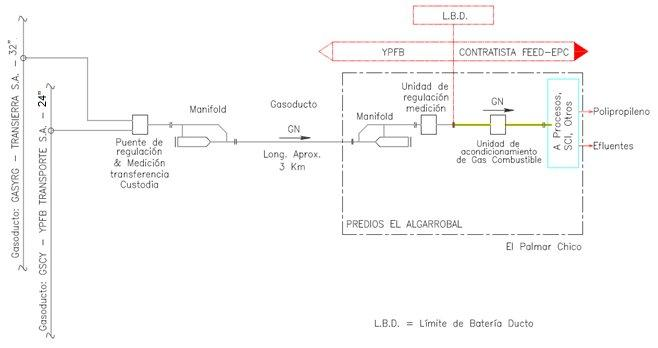 L.B.D.
YPFB
CONTRATISTA FEED-EPC
Gasoducto: GASYRG - TRANSIERRA S.A. - 32"
Gasoducto: GSCY - YPFB TRANSPORTE S.A. - 24"
Puente de
regulación
& Medición
transferencia
Custodia
Manifold
Gasoducto
GN
Long. Aprox.
3 Km
Manifold
Unidad de
regulación
medición
GN
Unidad de
acondicionamiento
de Gas Combustible
A Procesos,
SCI, Otros
Polipropileno
Efluentes
PREDIOS EL ALGARROBAL
El Palmar Chico
L.B.D. = Límite de Batería Ducto